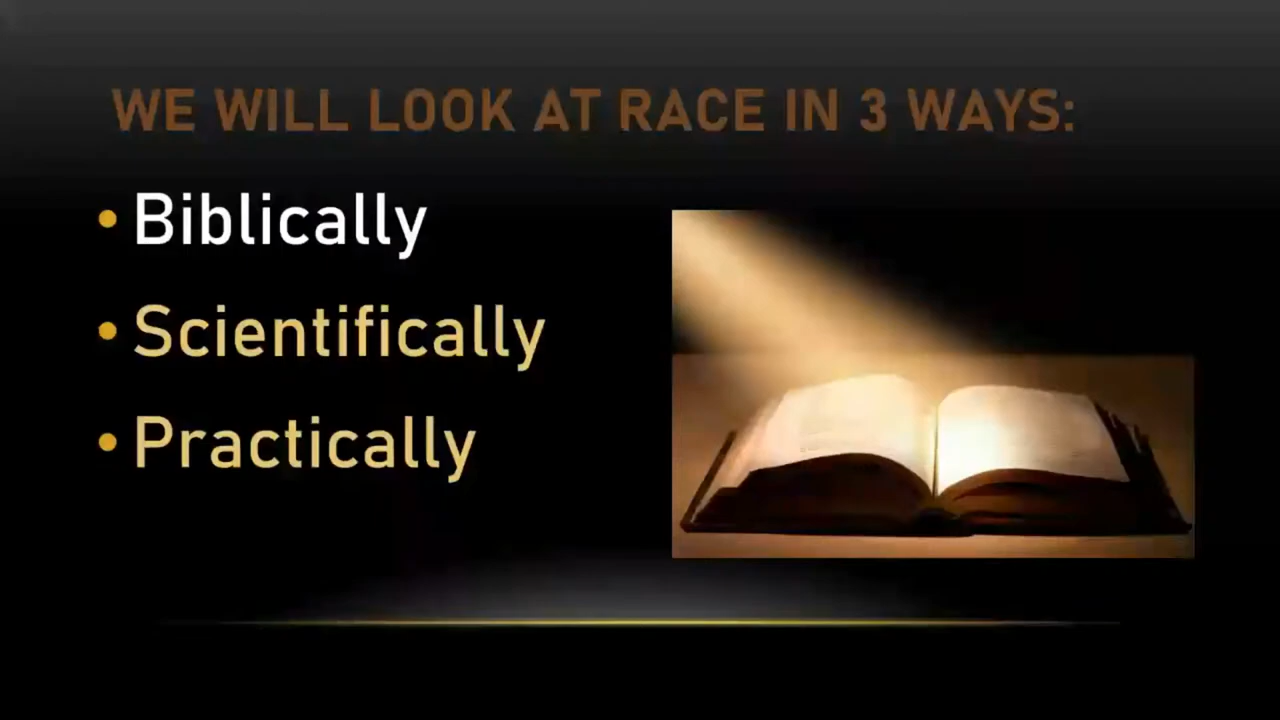 WE WILL LOOK AT RACE IN 3 WAYS:
• Biblically
• Scientifically
• Practically